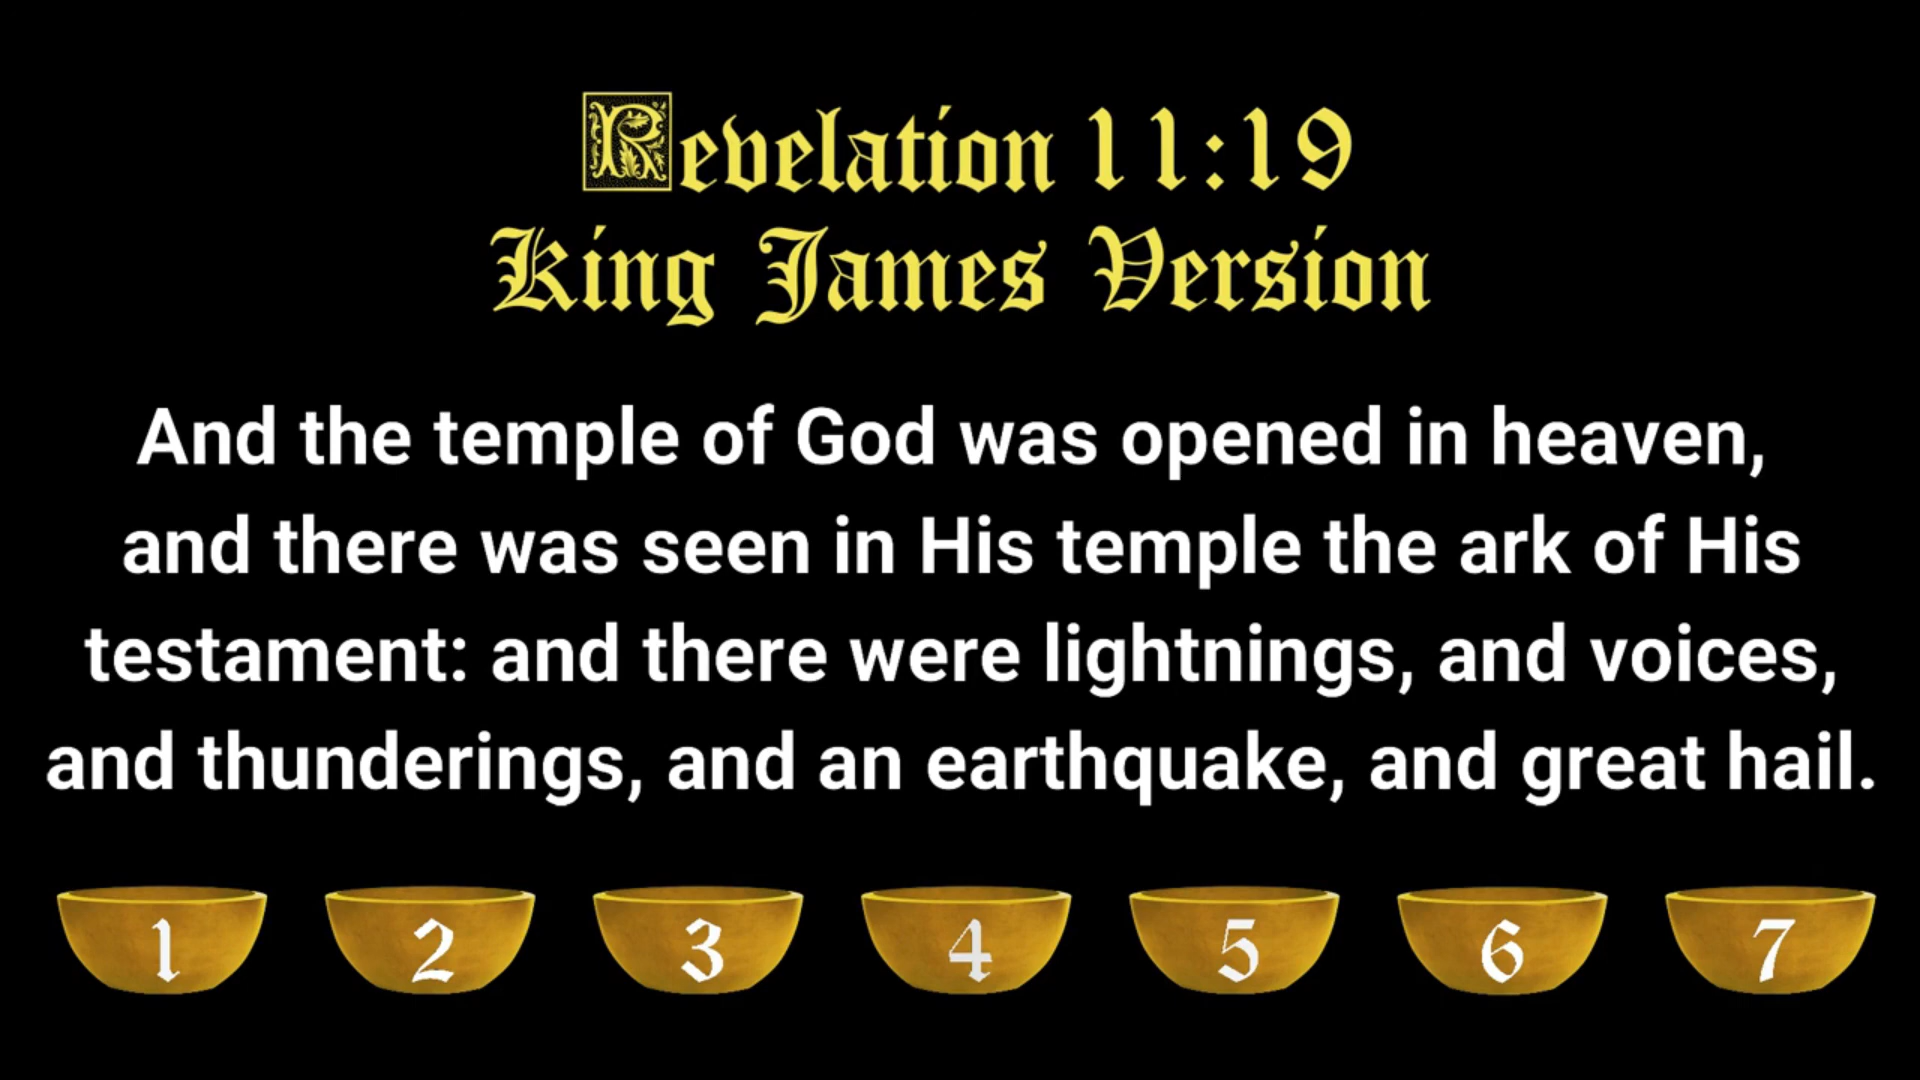 Revelation 11:19
King James Version
And the temple of God was opened in heaven,
and there was seen in His temple the ark of His
testament: and there were lightnings, and voices,
and thunderings, and an earthquake, and great hail.
1 2 3 4 5 6 7